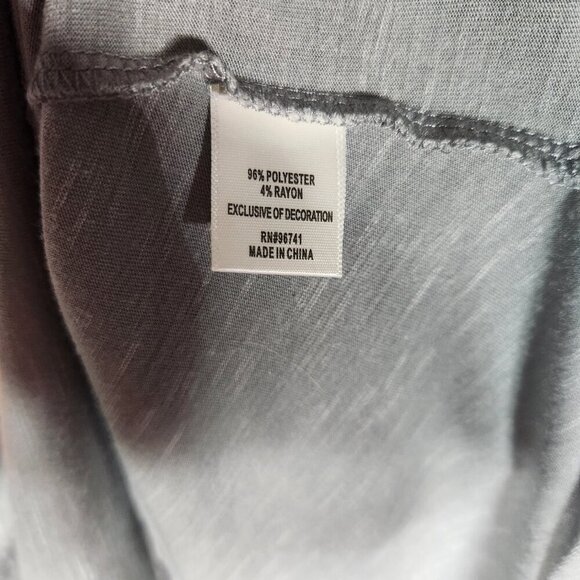 96% POLYESTER
4% RAYON
EXCLUSIVE OF DECORATION
RN#96741
MADE IN CHINA